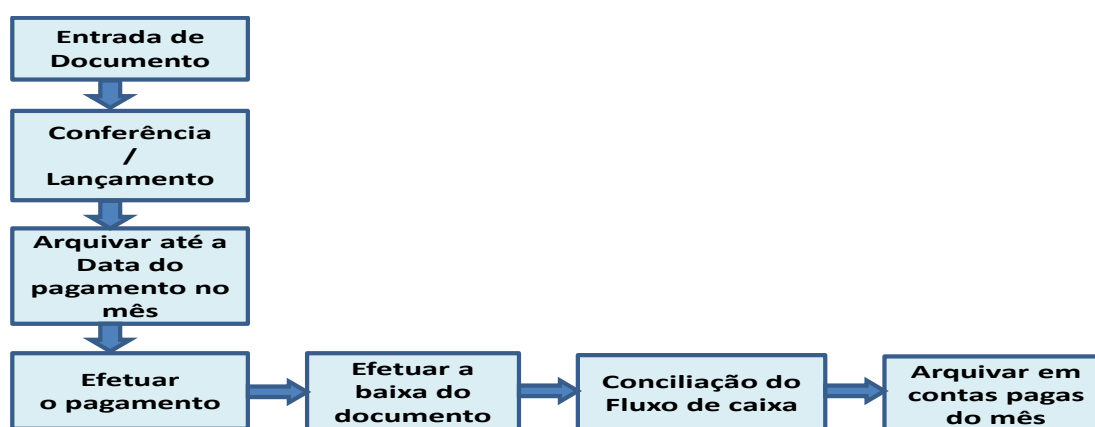 Entrada de
Documento
Conferência
/
Lançamento
Arquivar até a
Data do
pagamento no
mês
Efetuar
o pagamento
Efetuar a
baixa do
documento
Conciliação do
Fluxo de caixa
Arquivar em
contas pagas
do mês